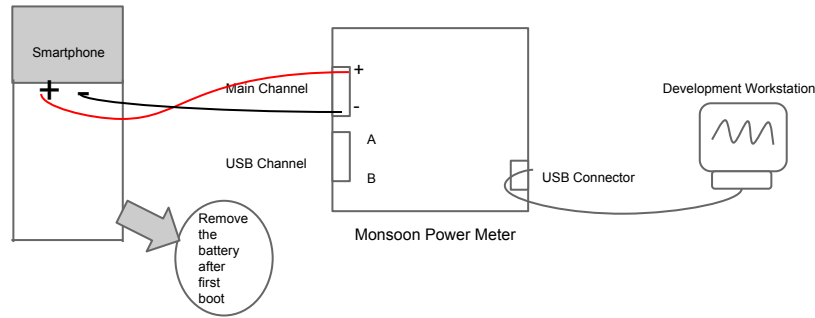 Smartphone
+ -
Main Channel
+
-
USB Channel
A
B
USB Connector
Development Workstation
Monsoon Power Meter
Remove
the
battery
after
first
boot